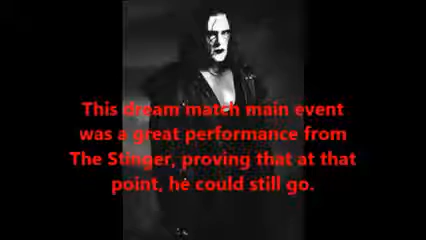 This dream match main event
was a great performance from
The Stinger, proving that at that
point, he could still go.